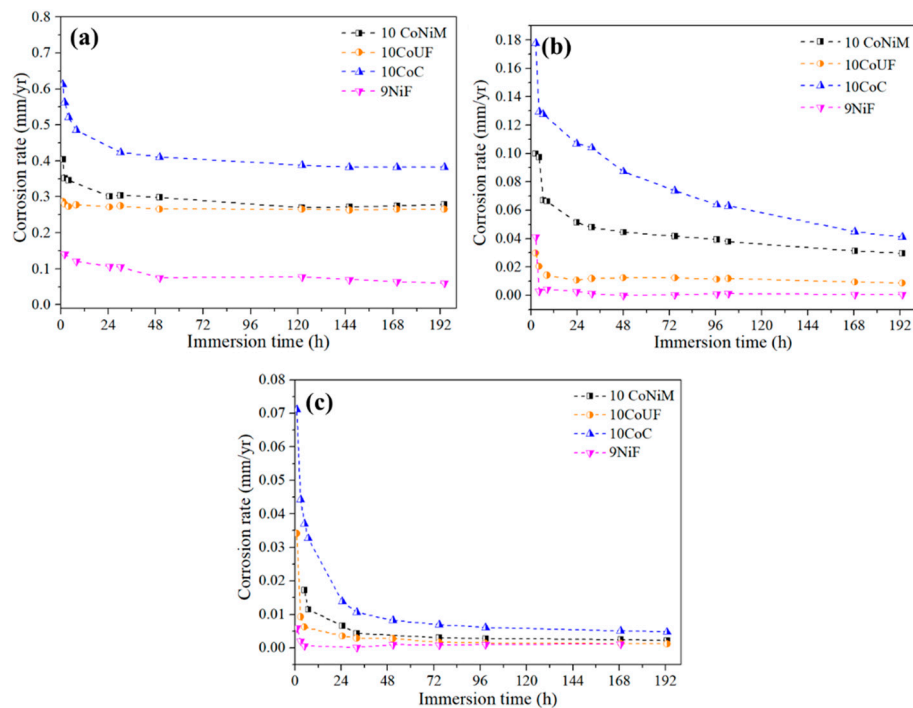 (a)
10 CoNiM
10CoUF
10CoC
9NiF
Corrosion rate (mm/yr)
0.8
0.7
0.6
0.5
0.4
0.3
0.2
0.1
0.0
0 24 48 72 96 120 144 168 192
Immersion time (h)
(b)
10 CoNiM
10CoUF
10CoC
9NiF
Corrosion rate (mm/yr)
0.18
0.16
0.14
0.12
0.10
0.08
0.06
0.04
0.02
0.00
0 24 48 72 96 120 144 168 192
Immersion time (h)
(c)
10 CoNiM
10CoUF
10CoC
9NiF
Corrosion rate (mm/yr)
0.08
0.07
0.06
0.05
0.04
0.03
0.02
0.01
0.00
0 24 48 72 96 120 144 168 192
Immersion time (h)